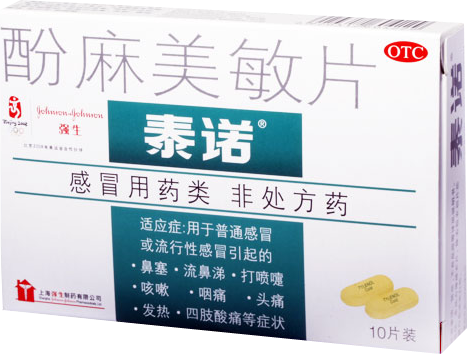 酚麻美敏片
OTC
Beijing 2008
Johnson & Johnson
强生
泰诺®
泰诺®
感冒用药类 非处方药
适应症:用于普通感冒
或流行性感冒引起的
·鼻塞·流鼻涕·打喷嚏
·咳嗽·咽痛·头痛
·发热·四肢酸痛等症状
上海强生制药有限公司
10片装